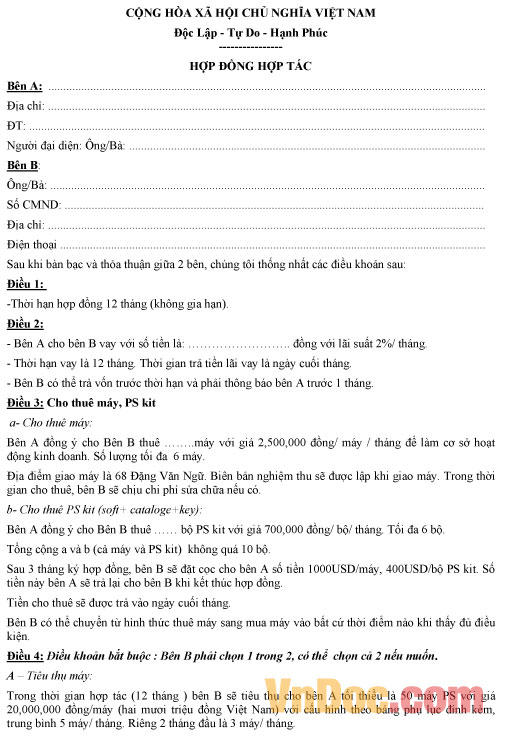 CỘNG HÒA XÃ HỘI CHỦ NGHĨA VIỆT NAM
Độc Lập - Tự Do - Hạnh Phúc
----------------
HỢP ĐỒNG HỢP TÁC
Bên A: ...............................................................................................................
Địa chỉ: ...............................................................................................................
ĐT: ...............................................................................................................
Người đại diện: Ông/Bà: ...............................................................................................
Bên B:
Ông/Bà: ...............................................................................................................
Số CMND: ...............................................................................................................
Địa chỉ: ...............................................................................................................
Điện thoại ...............................................................................................................
Sau khi bàn bạc và thỏa thuận giữa 2 bên, chúng tôi thống nhất các điều khoản sau:
Điều 1:
-Thời hạn hợp đồng 12 tháng (không gia hạn).
Điều 2:
- Bên A cho bên B vay với số tiền là: …………………….. đồng với lãi suất 2%/ tháng.
- Thời hạn vay là 12 tháng. Thời gian trả tiền lãi vay là ngày cuối tháng.
- Bên B có thể trả vốn trước thời hạn và phải thông báo bên A trước 1 tháng.
Điều 3: Cho thuê máy, PS kit
a- Cho thuê máy:
Bên A đồng ý cho Bên B thuê ……..máy với giá 2,500,000 đồng/ máy / tháng để làm cơ sở hoạt
động kinh doanh. Số lượng tối đa 6 máy.
Địa điểm giao máy là 68 Đặng Văn Ngữ. Biên bản nghiệm thu sẽ được lập khi giao máy. Trong thời
gian cho thuê, bên B sẽ chịu chi phí sửa chữa nếu có.
b- Cho thuê PS kit (soft+ cataloge+key):
Bên A đồng ý cho Bên B thuê …… bộ PS kit với giá 700,000 đồng/ bộ/ tháng. Tối đa 6 bộ.
Tổng cộng a và b (cả máy và PS kit) không quá 10 bộ.
Sau 3 tháng ký hợp đồng, bên B sẽ đặt cọc cho bên A số tiền 1000USD/máy, 400USD/bộ PS kit. Số
tiền này bên A sẽ trả lại cho bên B khi kết thúc hợp đồng.
Tiền cho thuê sẽ được trả vào ngày cuối tháng.
Bên B có thể chuyển từ hình thức thuê máy sang mua máy vào bất cứ thời điểm nào khi thấy đủ điều
kiện.
Điều 4: Điều khoản bắt buộc : Bên B phải chọn 1 trong 2, có thể chọn cả 2 nếu muốn.
A – Tiêu thụ máy:
Trong thời gian hợp tác (12 tháng ) bên B sẽ tiêu thụ cho bên A tối thiểu là 50 máy PS với giá
20,000,000 đồng/máy (hai mươi triệu đồng Việt Nam) với cấu hình theo bảng phụ lục đính kèm,
trung bình 5 máy/ tháng. Riêng 2 tháng đầu là 3 máy/ tháng.
VnDoc.com